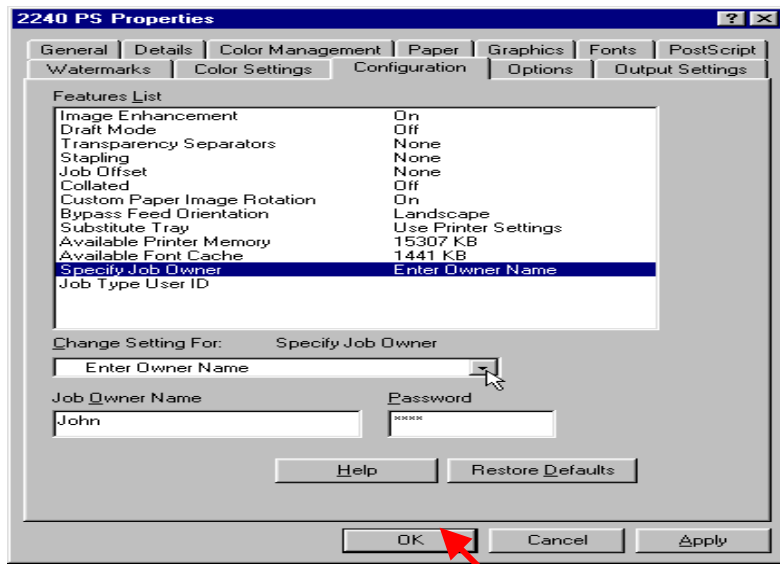 2240 PS Properties
General Details Color Management Paper Graphics Fonts PostScript
Watermarks Color Settings Configuration Options Output Settings
Features List
Image Enhancement On
Draft Mode Off
Transparency Separators None
Stapling None
Job Offset None
Collated Off
Custom Paper Image Rotation On
Bypass Feed Orientation Landscape
Substitute Tray Use Printer Settings
Available Printer Memory 15307 KB
Available Font Cache 1441 KB
Specify Job Owner Enter Owner Name
Job Type User ID
Change Setting For: Specify Job Owner
Enter Owner Name
Job Owner Name Password
John ****
Help Restore Defaults
OK Cancel Apply